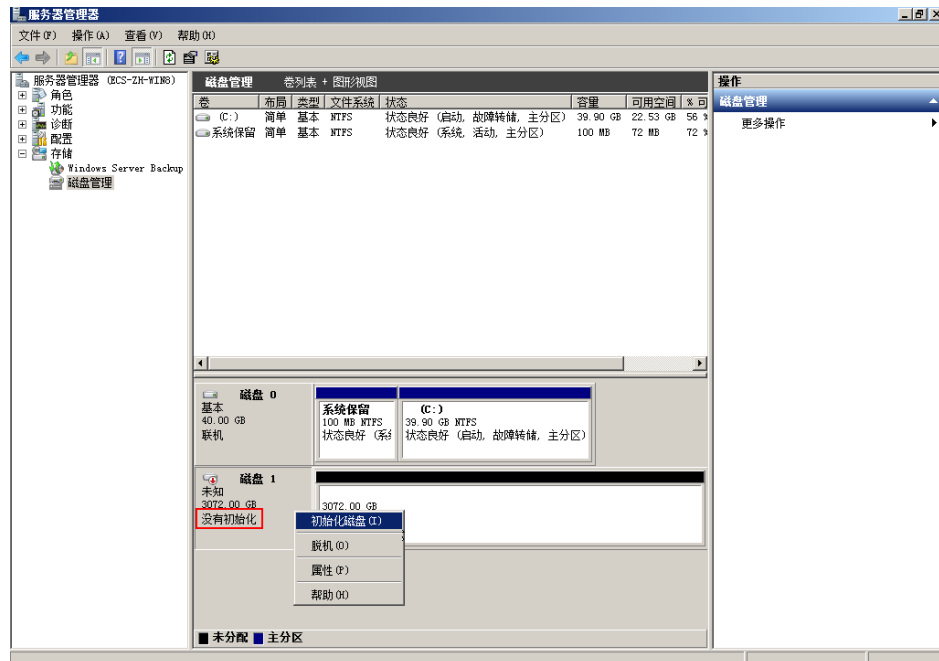 服务器管理器
文件(F) 操作(A) 查看(V) 帮助(H)
服务器管理器 (ECS-ZH-WIN8)
角色
功能
诊断
配置
存储
Windows Server Backup
磁盘管理
磁盘管理 卷列表 + 图形视图
卷 布局 类型 文件系统 状态 容量 可用空间 % 可
(C:) 简单 基本 NTFS 状态良好 (启动, 故障转储, 主分区) 39.90 GB 22.53 GB 56 %
系统保留 简单 基本 NTFS 状态良好 (系统, 活动, 主分区) 100 MB 72 MB 72 %
磁盘 0
基本
40.00 GB
联机
系统保留
100 MB NTFS
状态良好 (系
(C:)
39.90 GB NTFS
状态良好 (启动, 故障转储, 主分区)
磁盘 1
未知
3072.00 GB
没有初始化
3072.00 GB
初始化磁盘(I)
脱机(O)
属性(P)
帮助(H)
未分配 主分区
操作
磁盘管理
更多操作